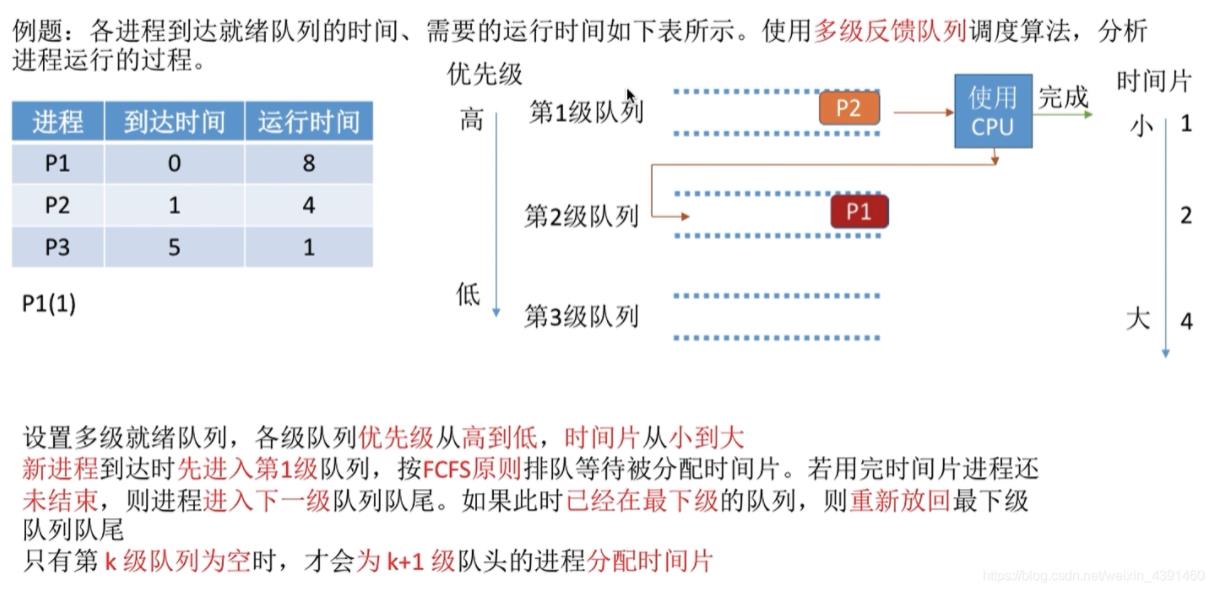 例题：各进程到达就绪队列的时间、需要的运行时间如下表所示。使用多级反馈队列调度算法，分析
进程运行的过程。
优先级
高
低
第1级队列
第2级队列
第3级队列
P2
P1
使用
CPU
完成
时间片
小 1
2
大 4
进程 到达时间 运行时间
P1 0 8
P2 1 4
P3 5 1
P1(1)
设置多级就绪队列，各级队列优先级从高到低，时间片从小到大
新进程到达时先进入第1级队列，按FCFS原则排队等待被分配时间片。若用完时间片进程还
未结束，则进程进入下一级队列队尾。如果此时已经在最下级的队列，则重新放回最下级
队列队尾
只有第 k 级队列为空时，才会为 k+1 级队头的进程分配时间片
https://blog.csdn.net/weixin_4391460